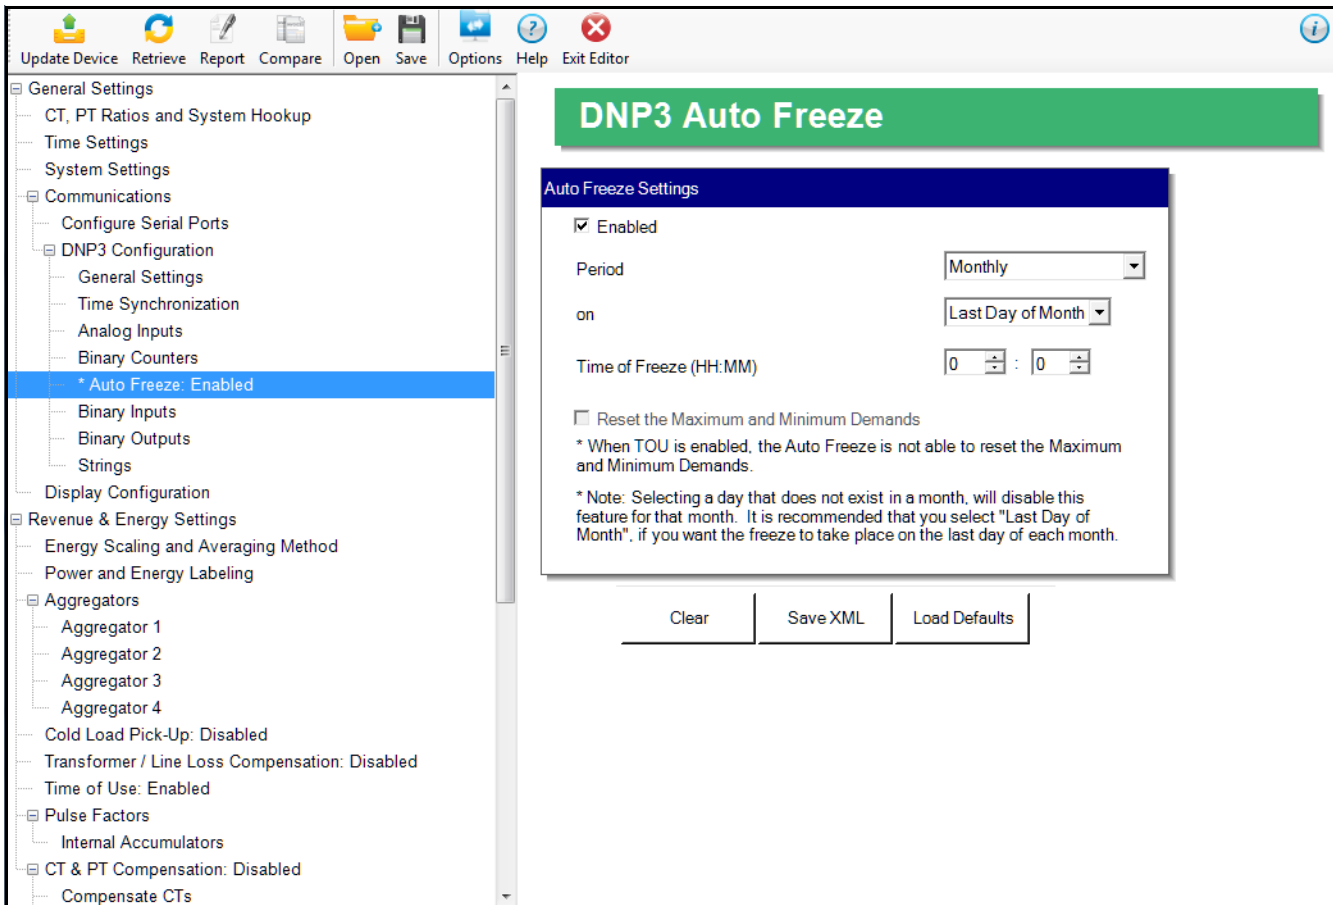 Update Device Retrieve Report Compare Open Save Options Help Exit Editor
General Settings
CT, PT Ratios and System Hookup
Time Settings
System Settings
Communications
Configure Serial Ports
DNP3 Configuration
General Settings
Time Synchronization
Analog Inputs
Binary Counters
* Auto Freeze: Enabled
Binary Inputs
Binary Outputs
Strings
Display Configuration
Revenue & Energy Settings
Energy Scaling and Averaging Method
Power and Energy Labeling
Aggregators
Aggregator 1
Aggregator 2
Aggregator 3
Aggregator 4
Cold Load Pick-Up: Disabled
Transformer / Line Loss Compensation: Disabled
Time of Use: Enabled
Pulse Factors
Internal Accumulators
CT & PT Compensation: Disabled
Compensate CTs
DNP3 Auto Freeze
Auto Freeze Settings
Enabled
Period Monthly
on Last Day of Month
Time of Freeze (HH:MM) 0 : 0
Reset the Maximum and Minimum Demands
* When TOU is enabled, the Auto Freeze is not able to reset the Maximum
and Minimum Demands.
* Note: Selecting a day that does not exist in a month, will disable this
feature for that month. It is recommended that you select "Last Day of
Month", if you want the freeze to take place on the last day of each month.
Clear Save XML Load Defaults